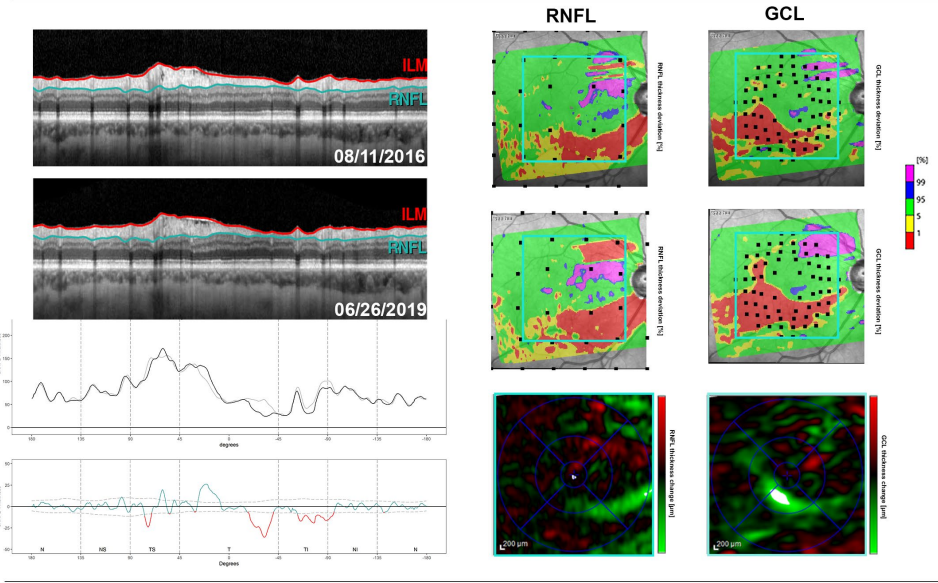 RNFL
GCL
ILM
RNFL
08/11/2016
ILM
RNFL
06/26/2019
RNFL thickness deviation [%]
GCL thickness deviation [%]
RNFL thickness deviation [%]
GCL thickness deviation [%]
[%]
99
95
5
1
200
150
100
50
0
180
135
90
45
0
-45
-90
-135
-180
degrees
50
25
0
-25
-50
N
NS
TS
T
TI
NI
N
180
135
90
45
0
-45
-90
-135
-180
Degrees
200 µm
RNFL thickness change [µm]
200 µm
GCL thickness change [µm]